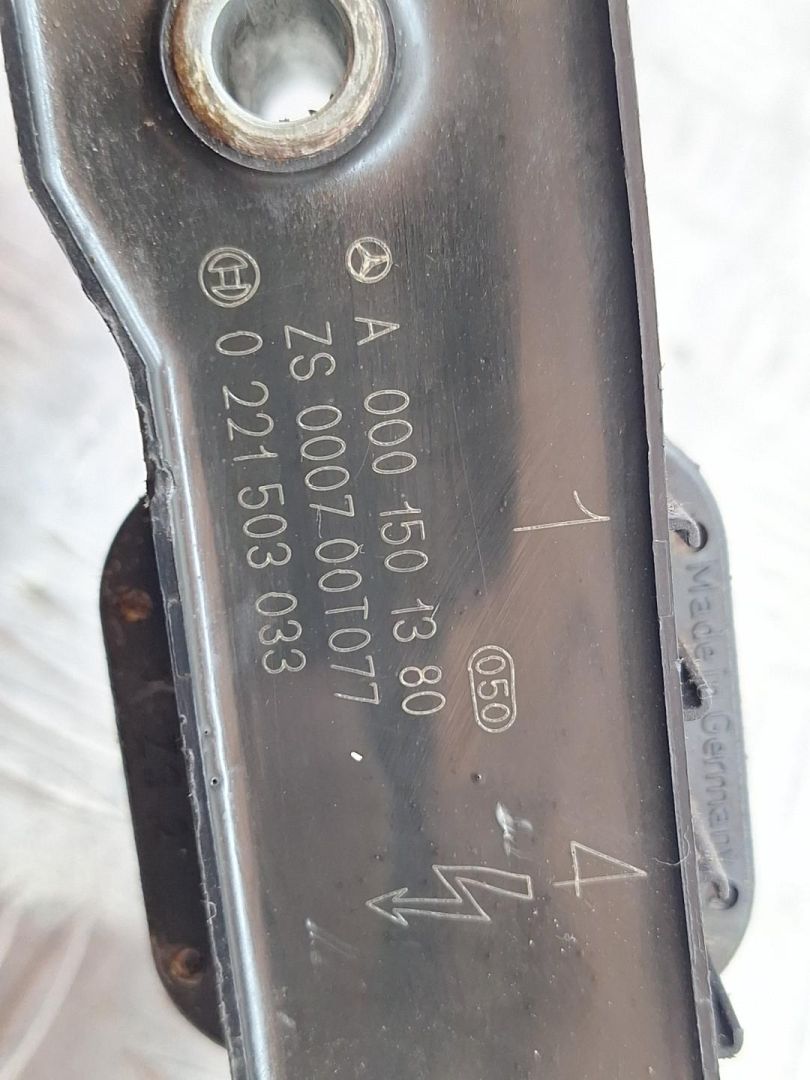 A 000 150 13 80
ZS 0007 00T077
0 221 503 033
050
1
4
Made in Germany